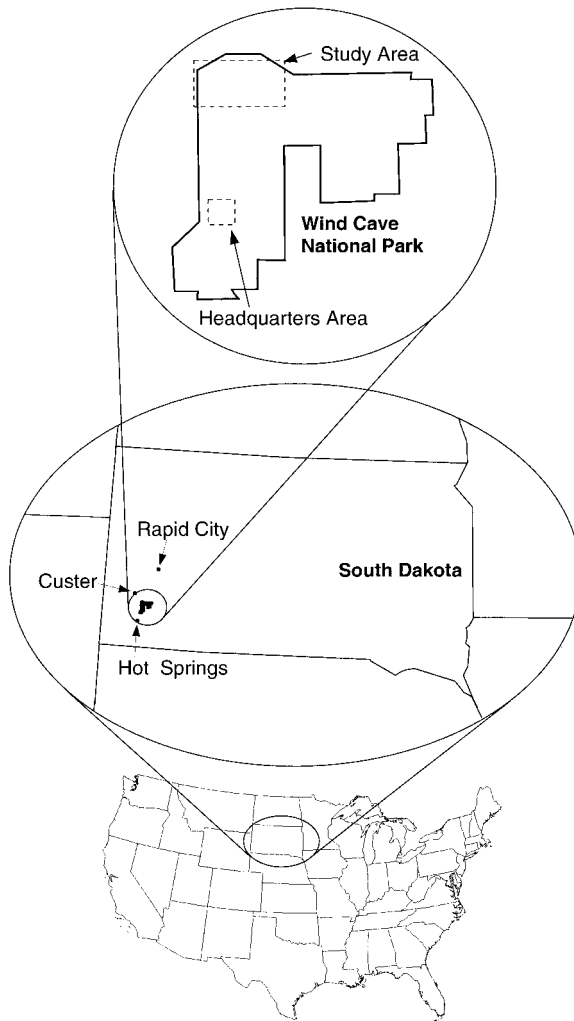 Study Area
Wind Cave
National Park
Headquarters Area
Rapid City
South Dakota
Custer
Hot Springs